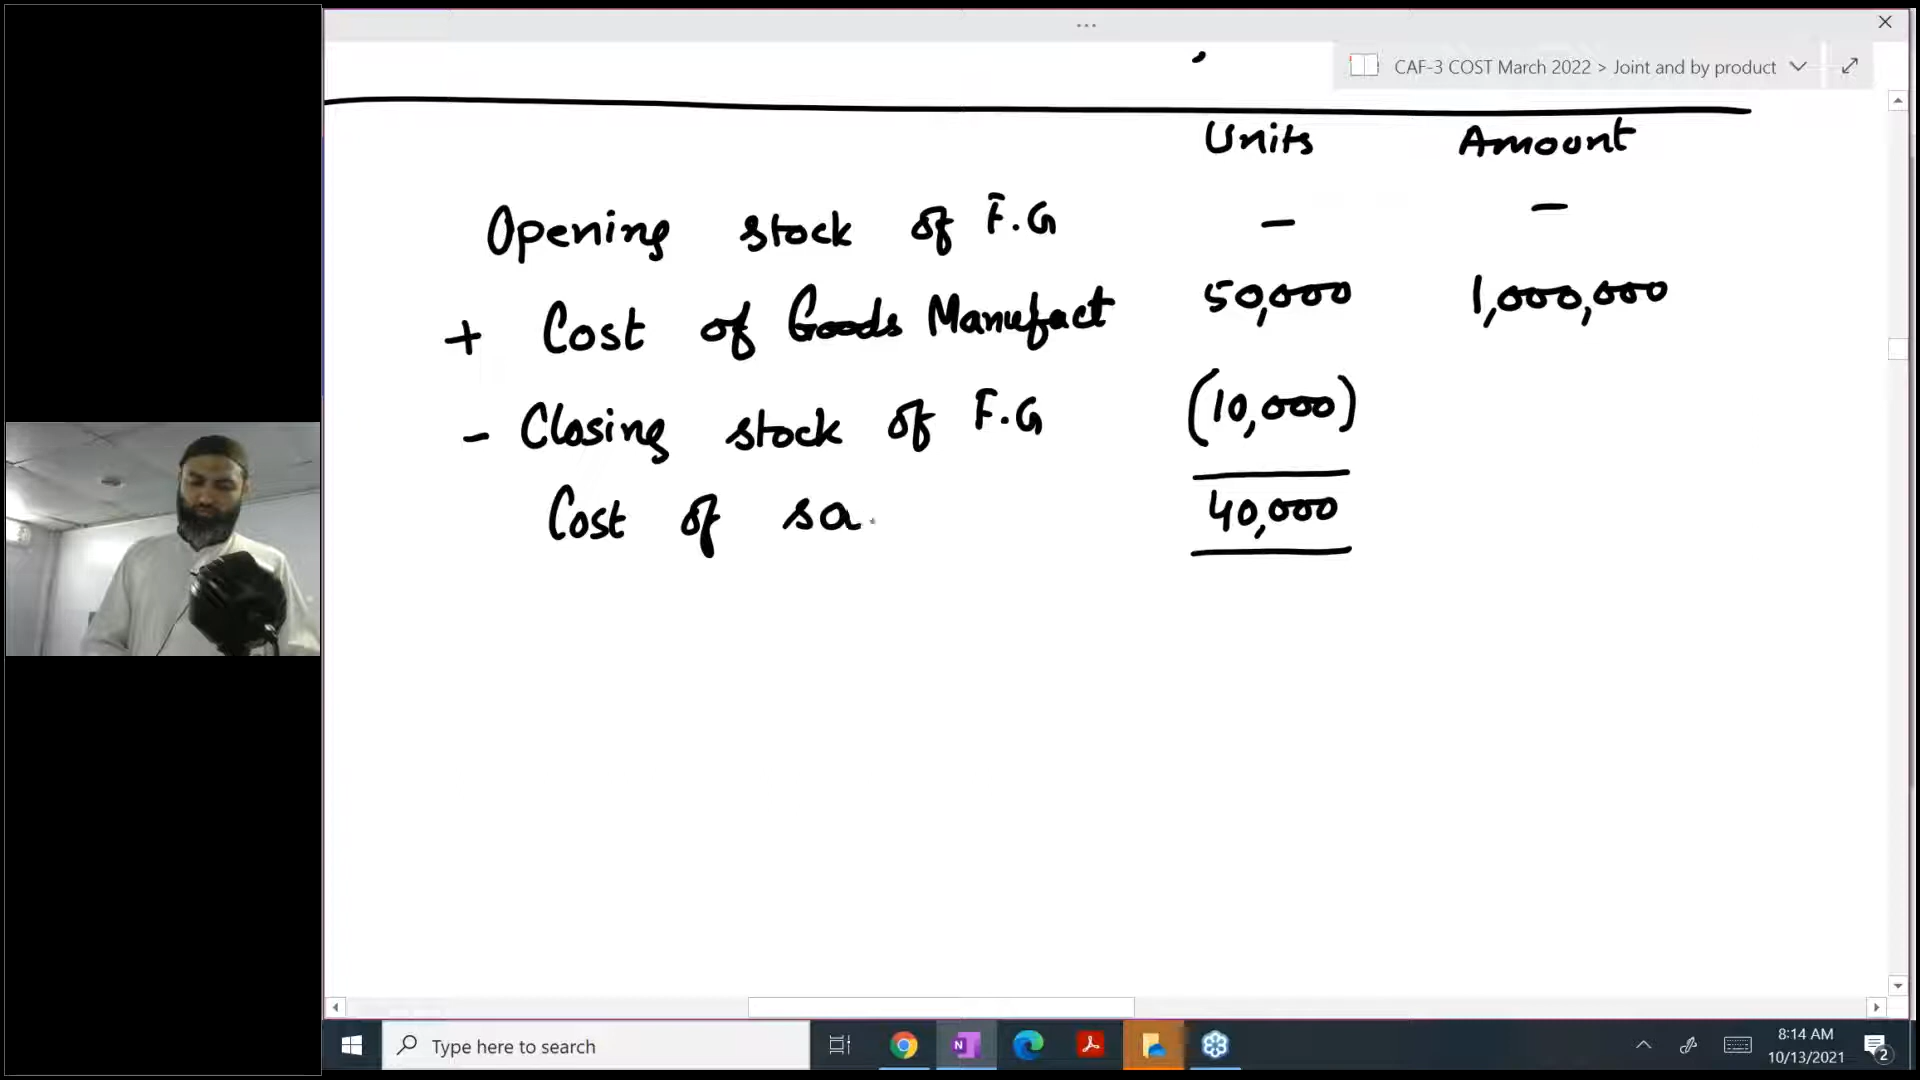 CAF-3 COST March 2022 > Joint and by product
Units Amount
Opening stock of F.G - -
+ Cost of Goods Manufact 50,000 1,000,000
- Closing stock of F.G (10,000)
Cost of sa 40,000
Type here to search
8:14 AM
10/13/2021
2